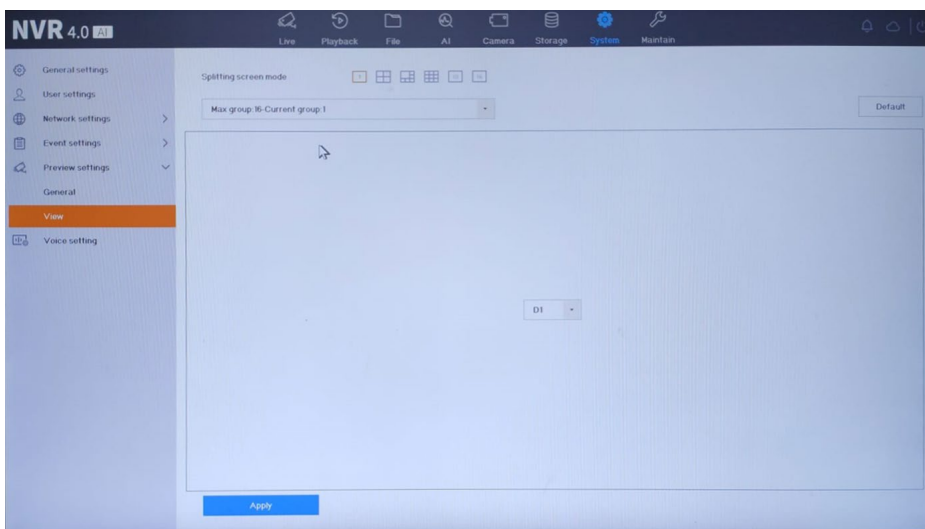 NVR 4.0 AI
Live Playback File AI Camera Storage System Maintain
General settings
User settings
Network settings
Event settings
Preview settings
General
View
Voice setting
Splitting screen mode
Max group:16-Current group:1
Default
D1
Apply